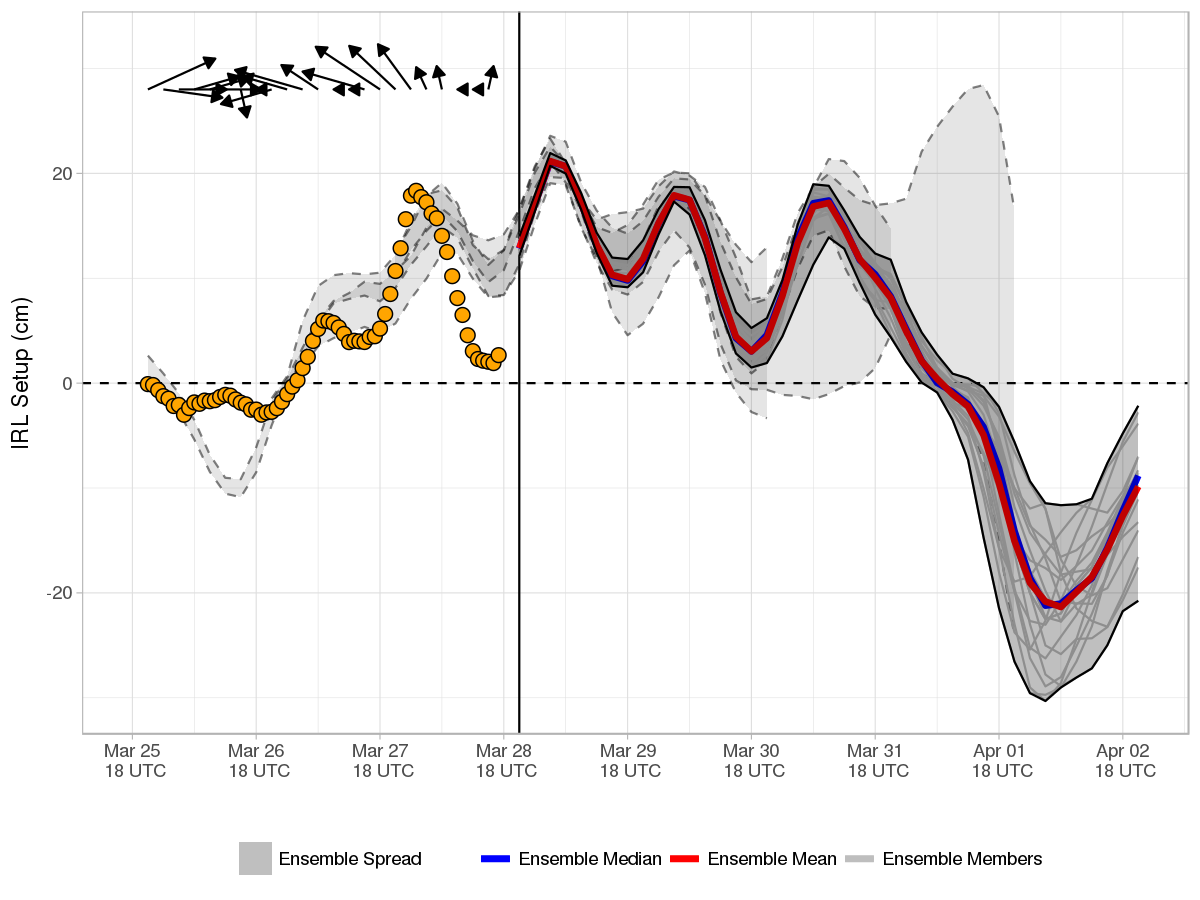 IRL Setup (cm)
20
0
-20
Mar 25 Mar 26 Mar 27 Mar 28 Mar 29 Mar 30 Mar 31 Apr 01 Apr 02
18 UTC 18 UTC 18 UTC 18 UTC 18 UTC 18 UTC 18 UTC 18 UTC 18 UTC
Ensemble Spread Ensemble Median Ensemble Mean Ensemble Members